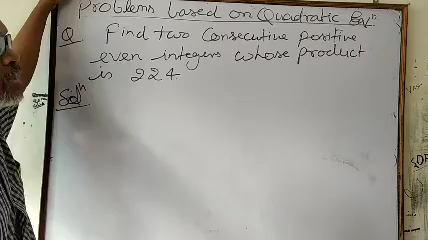 Problems based on Quadratic Eqⁿ
Q Find two Consecutive positive
even integers whose product
is 224
Solⁿ